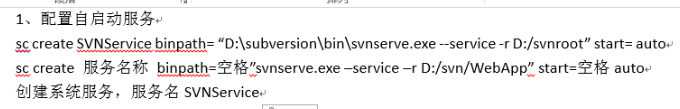 1、配置自启动服务
sc create SVNService binpath= “D:\subversion\bin\svnserve.exe --service -r D:/svnroot” start= auto
sc create 服务名称 binpath=空格”svnserve.exe –service –r D:/svn/WebApp” start=空格 auto
创建系统服务，服务名 SVNService